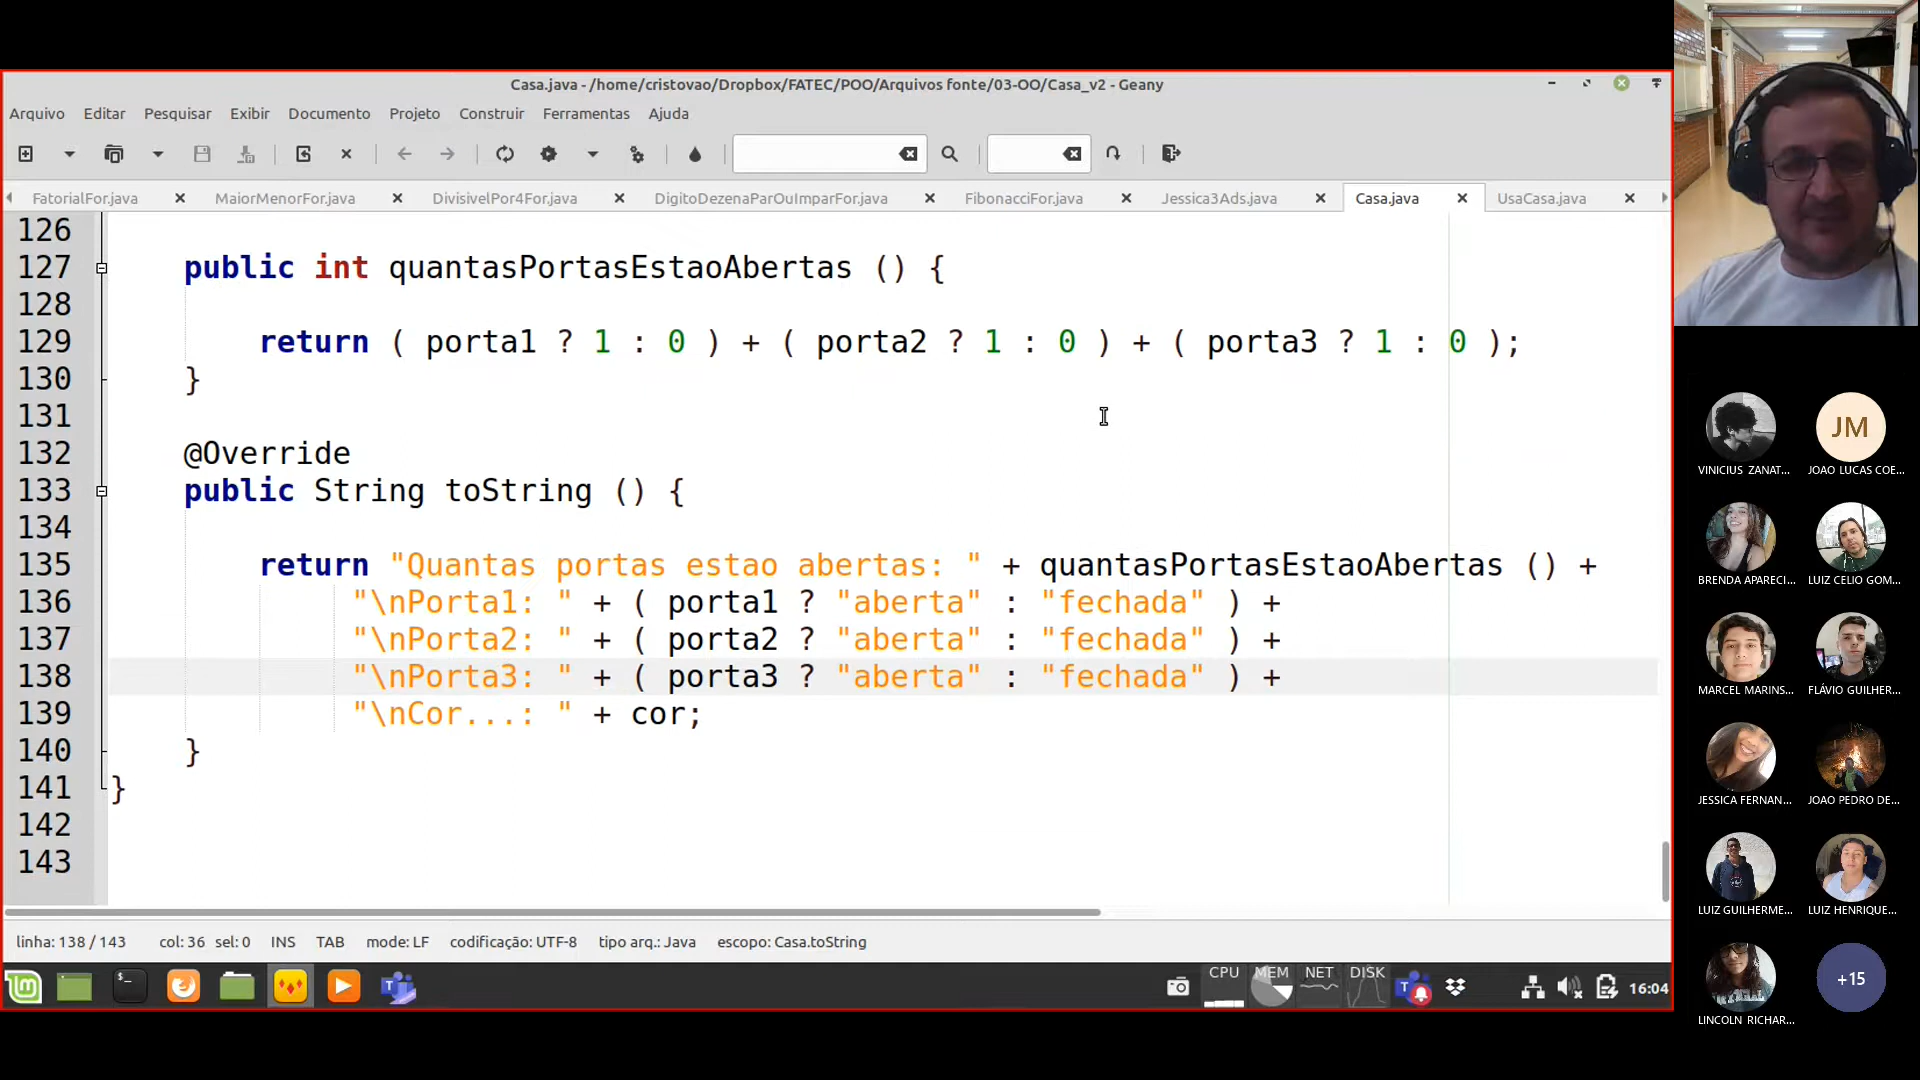 Casa.java - /home/cristovao/Dropbox/FATEC/POO/Arquivos fonte/03-OO/Casa_v2 - Geany
Arquivo Editar Pesquisar Exibir Documento Projeto Construir Ferramentas Ajuda
FatorialFor.java MaiorMenorFor.java DivisivelPor4For.java DigitoDezenaParOuImparFor.java FibonacciFor.java Jessica3Ads.java Casa.java UsaCasa.java
126
127 public int quantasPortasEstaoAbertas () {
128
129 return ( porta1 ? 1 : 0 ) + ( porta2 ? 1 : 0 ) + ( porta3 ? 1 : 0 );
130 }
131
132 @Override
133 public String toString () {
134
135 return "Quantas portas estao abertas: " + quantasPortasEstaoAbertas () +
136 "\nPorta1: " + ( porta1 ? "aberta" : "fechada" ) +
137 "\nPorta2: " + ( porta2 ? "aberta" : "fechada" ) +
138 "\nPorta3: " + ( porta3 ? "aberta" : "fechada" ) +
139 "\nCor...: " + cor;
140 }
141 }
142
143
linha: 138 / 143 col: 36 sel: 0 INS TAB mode: LF codificação: UTF-8 tipo arq.: Java escopo: Casa.toString
CPU MEM NET DISK
16:04
JM
VINICIUS ZANAT... JOAO LUCAS COE...
BRENDA APARECI... LUIZ CELIO GOM...
MARCEL MARINS... FLÁVIO GUILHER...
JESSICA FERNAN... JOAO PEDRO DE...
LUIZ GUILHERME... LUIZ HENRIQUE...
+15
LINCOLN RICHAR...